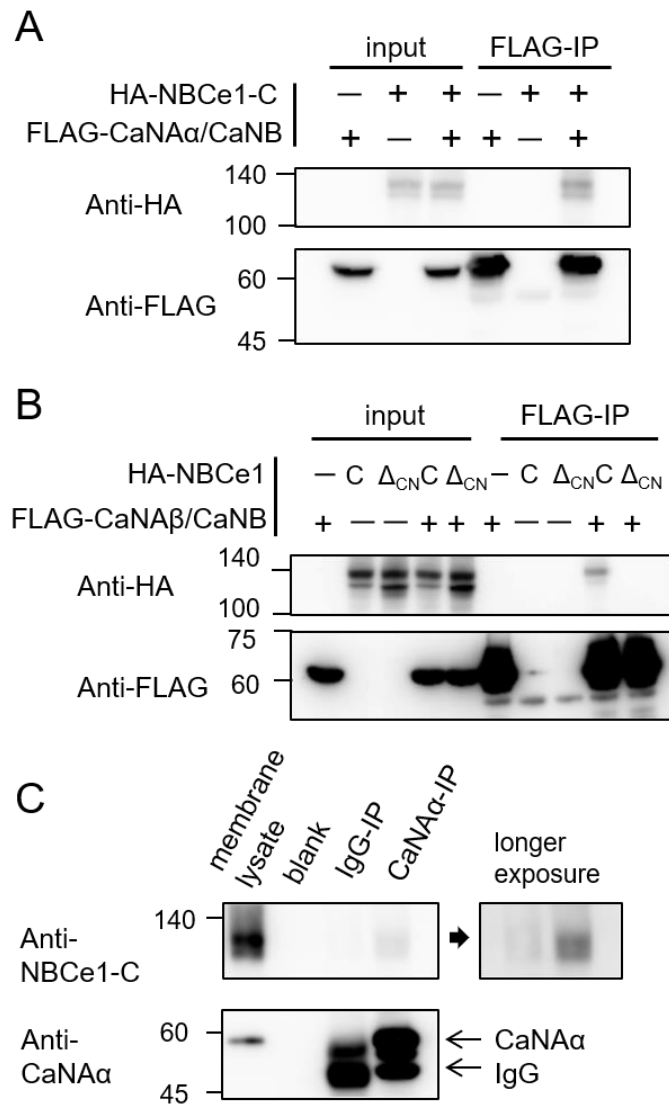 A
input FLAG-IP
HA-NBCe1-C — + + — + +
FLAG-CaNAα/CaNB + — + + — +
140
Anti-HA
100
60
Anti-FLAG
45
B
input FLAG-IP
HA-NBCe1 — C ΔCN C ΔCN — C ΔCN C ΔCN
FLAG-CaNAβ/CaNB + — — + + + — — + +
140
Anti-HA
100
75
Anti-FLAG 60
C
membrane
lysate
blank
IgG-IP
CaNAα-IP
longer
exposure
140
Anti-
NBCe1-C
60
Anti-
CaNAα
45
CaNAα
IgG